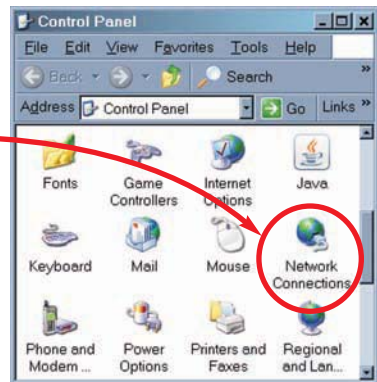 Control Panel
File Edit View Favorites Tools Help
Back Search »
Address Control Panel Go Links »
Fonts Game Controllers Internet Options Java
Keyboard Mail Mouse Network Connections
Phone and Modem ... Power Options Printers and Faxes Regional and Lan...